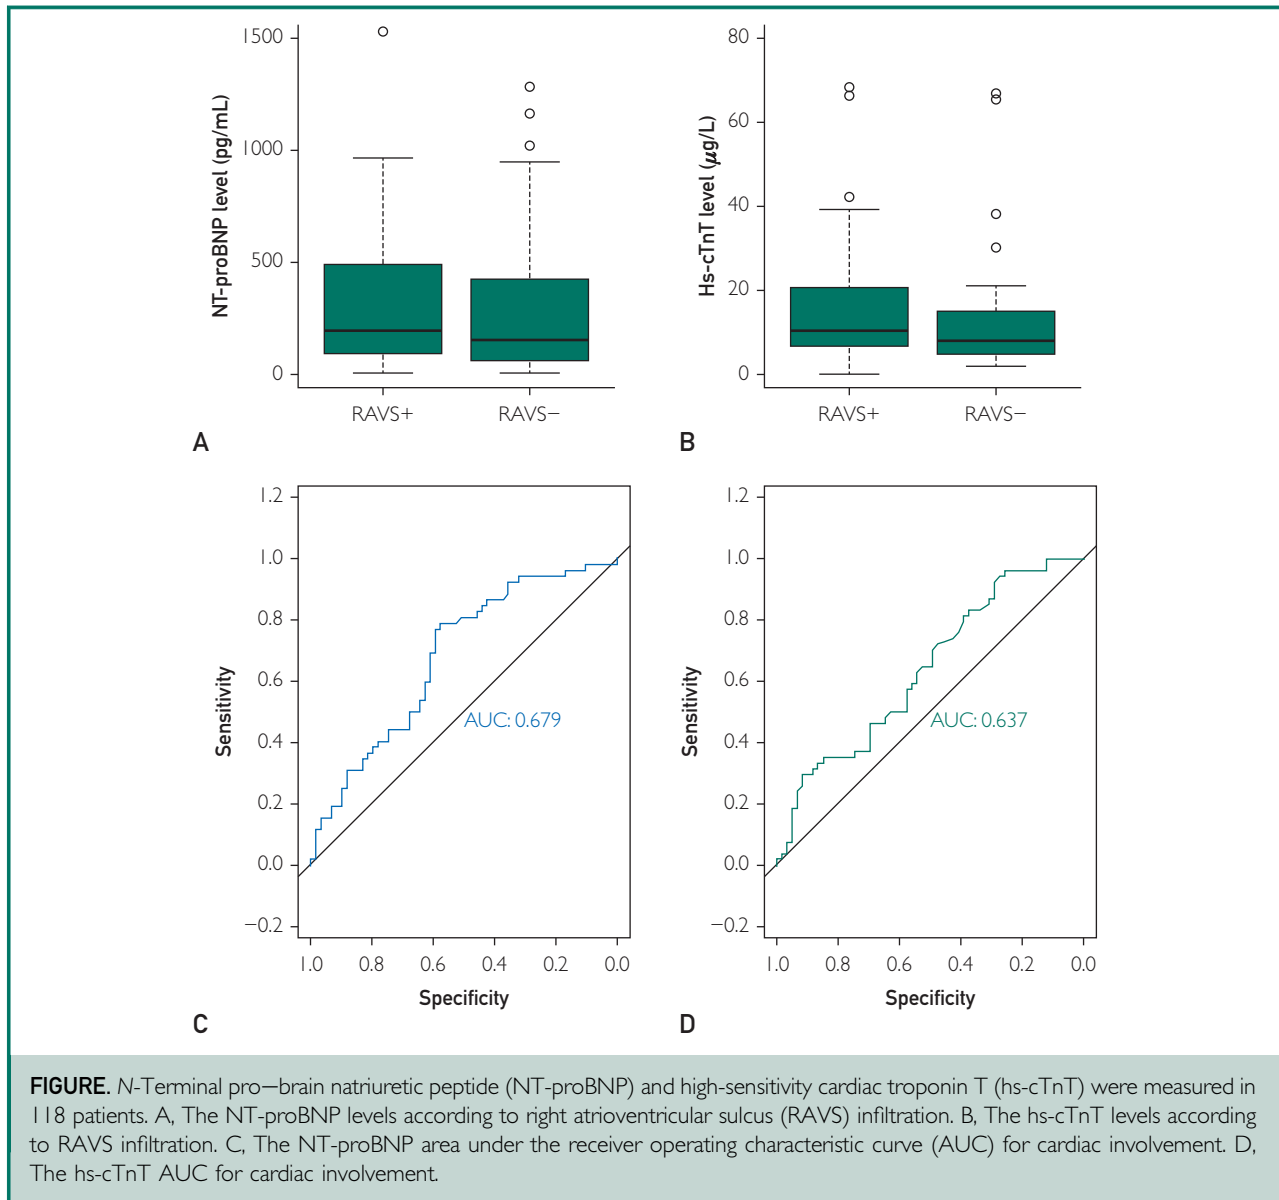 1500
1000
500
0
NT-proBNP level (pg/mL)
RAVS+ RAVS−
A
80
60
40
20
0
Hs-cTnT level (μg/L)
RAVS+ RAVS−
B
1.2
1.0
0.8
0.6
0.4
0.2
0.0
−0.2
Sensitivity
AUC: 0.679
1.0 0.8 0.6 0.4 0.2 0.0
Specificity
C
1.2
1.0
0.8
0.6
0.4
0.2
0.0
−0.2
Sensitivity
AUC: 0.637
1.0 0.8 0.6 0.4 0.2 0.0
Specificity
D
FIGURE. N-Terminal pro−brain natriuretic peptide (NT-proBNP) and high-sensitivity cardiac troponin T (hs-cTnT) were measured in
118 patients. A, The NT-proBNP levels according to right atrioventricular sulcus (RAVS) infiltration. B, The hs-cTnT levels according
to RAVS infiltration. C, The NT-proBNP area under the receiver operating characteristic curve (AUC) for cardiac involvement. D,
The hs-cTnT AUC for cardiac involvement.